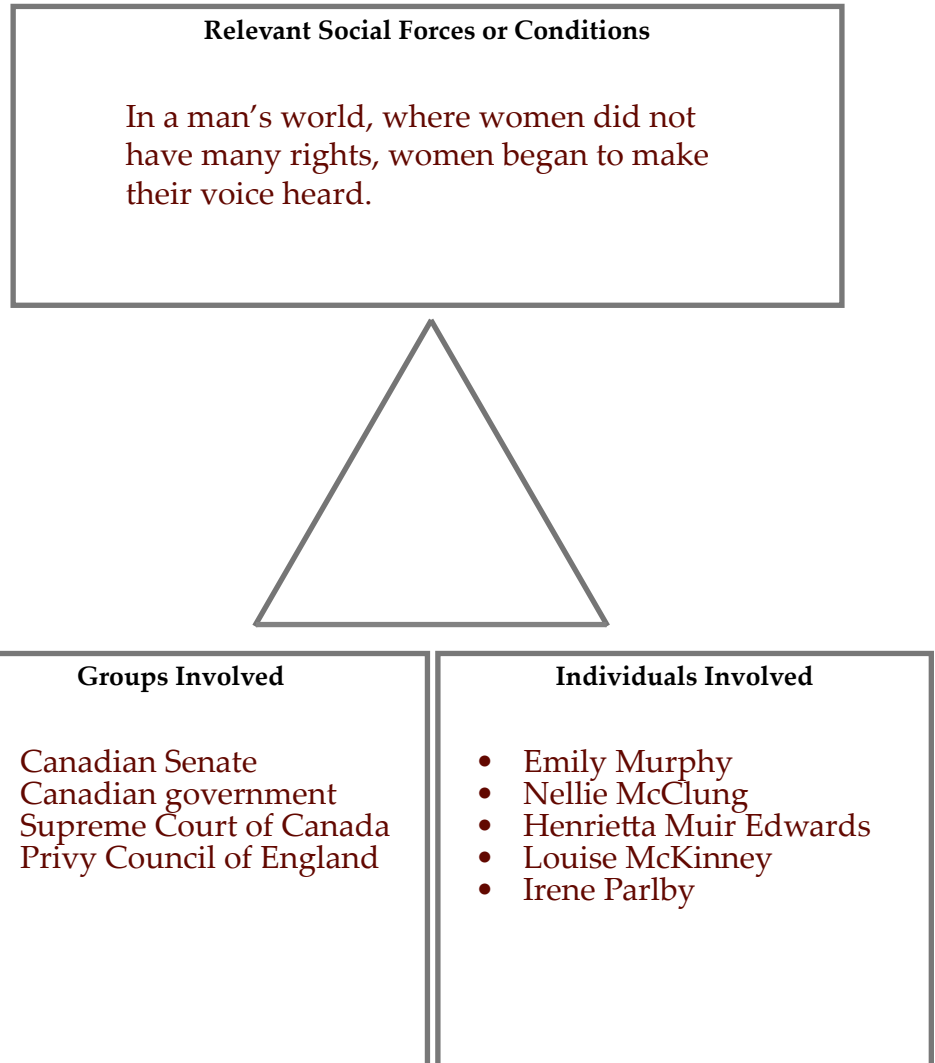 Relevant Social Forces or Conditions
In a man’s world, where women did not
have many rights, women began to make
their voice heard.
Groups Involved
Canadian Senate
Canadian government
Supreme Court of Canada
Privy Council of England
Individuals Involved
• Emily Murphy
• Nellie McClung
• Henrietta Muir Edwards
• Louise McKinney
• Irene Parlby